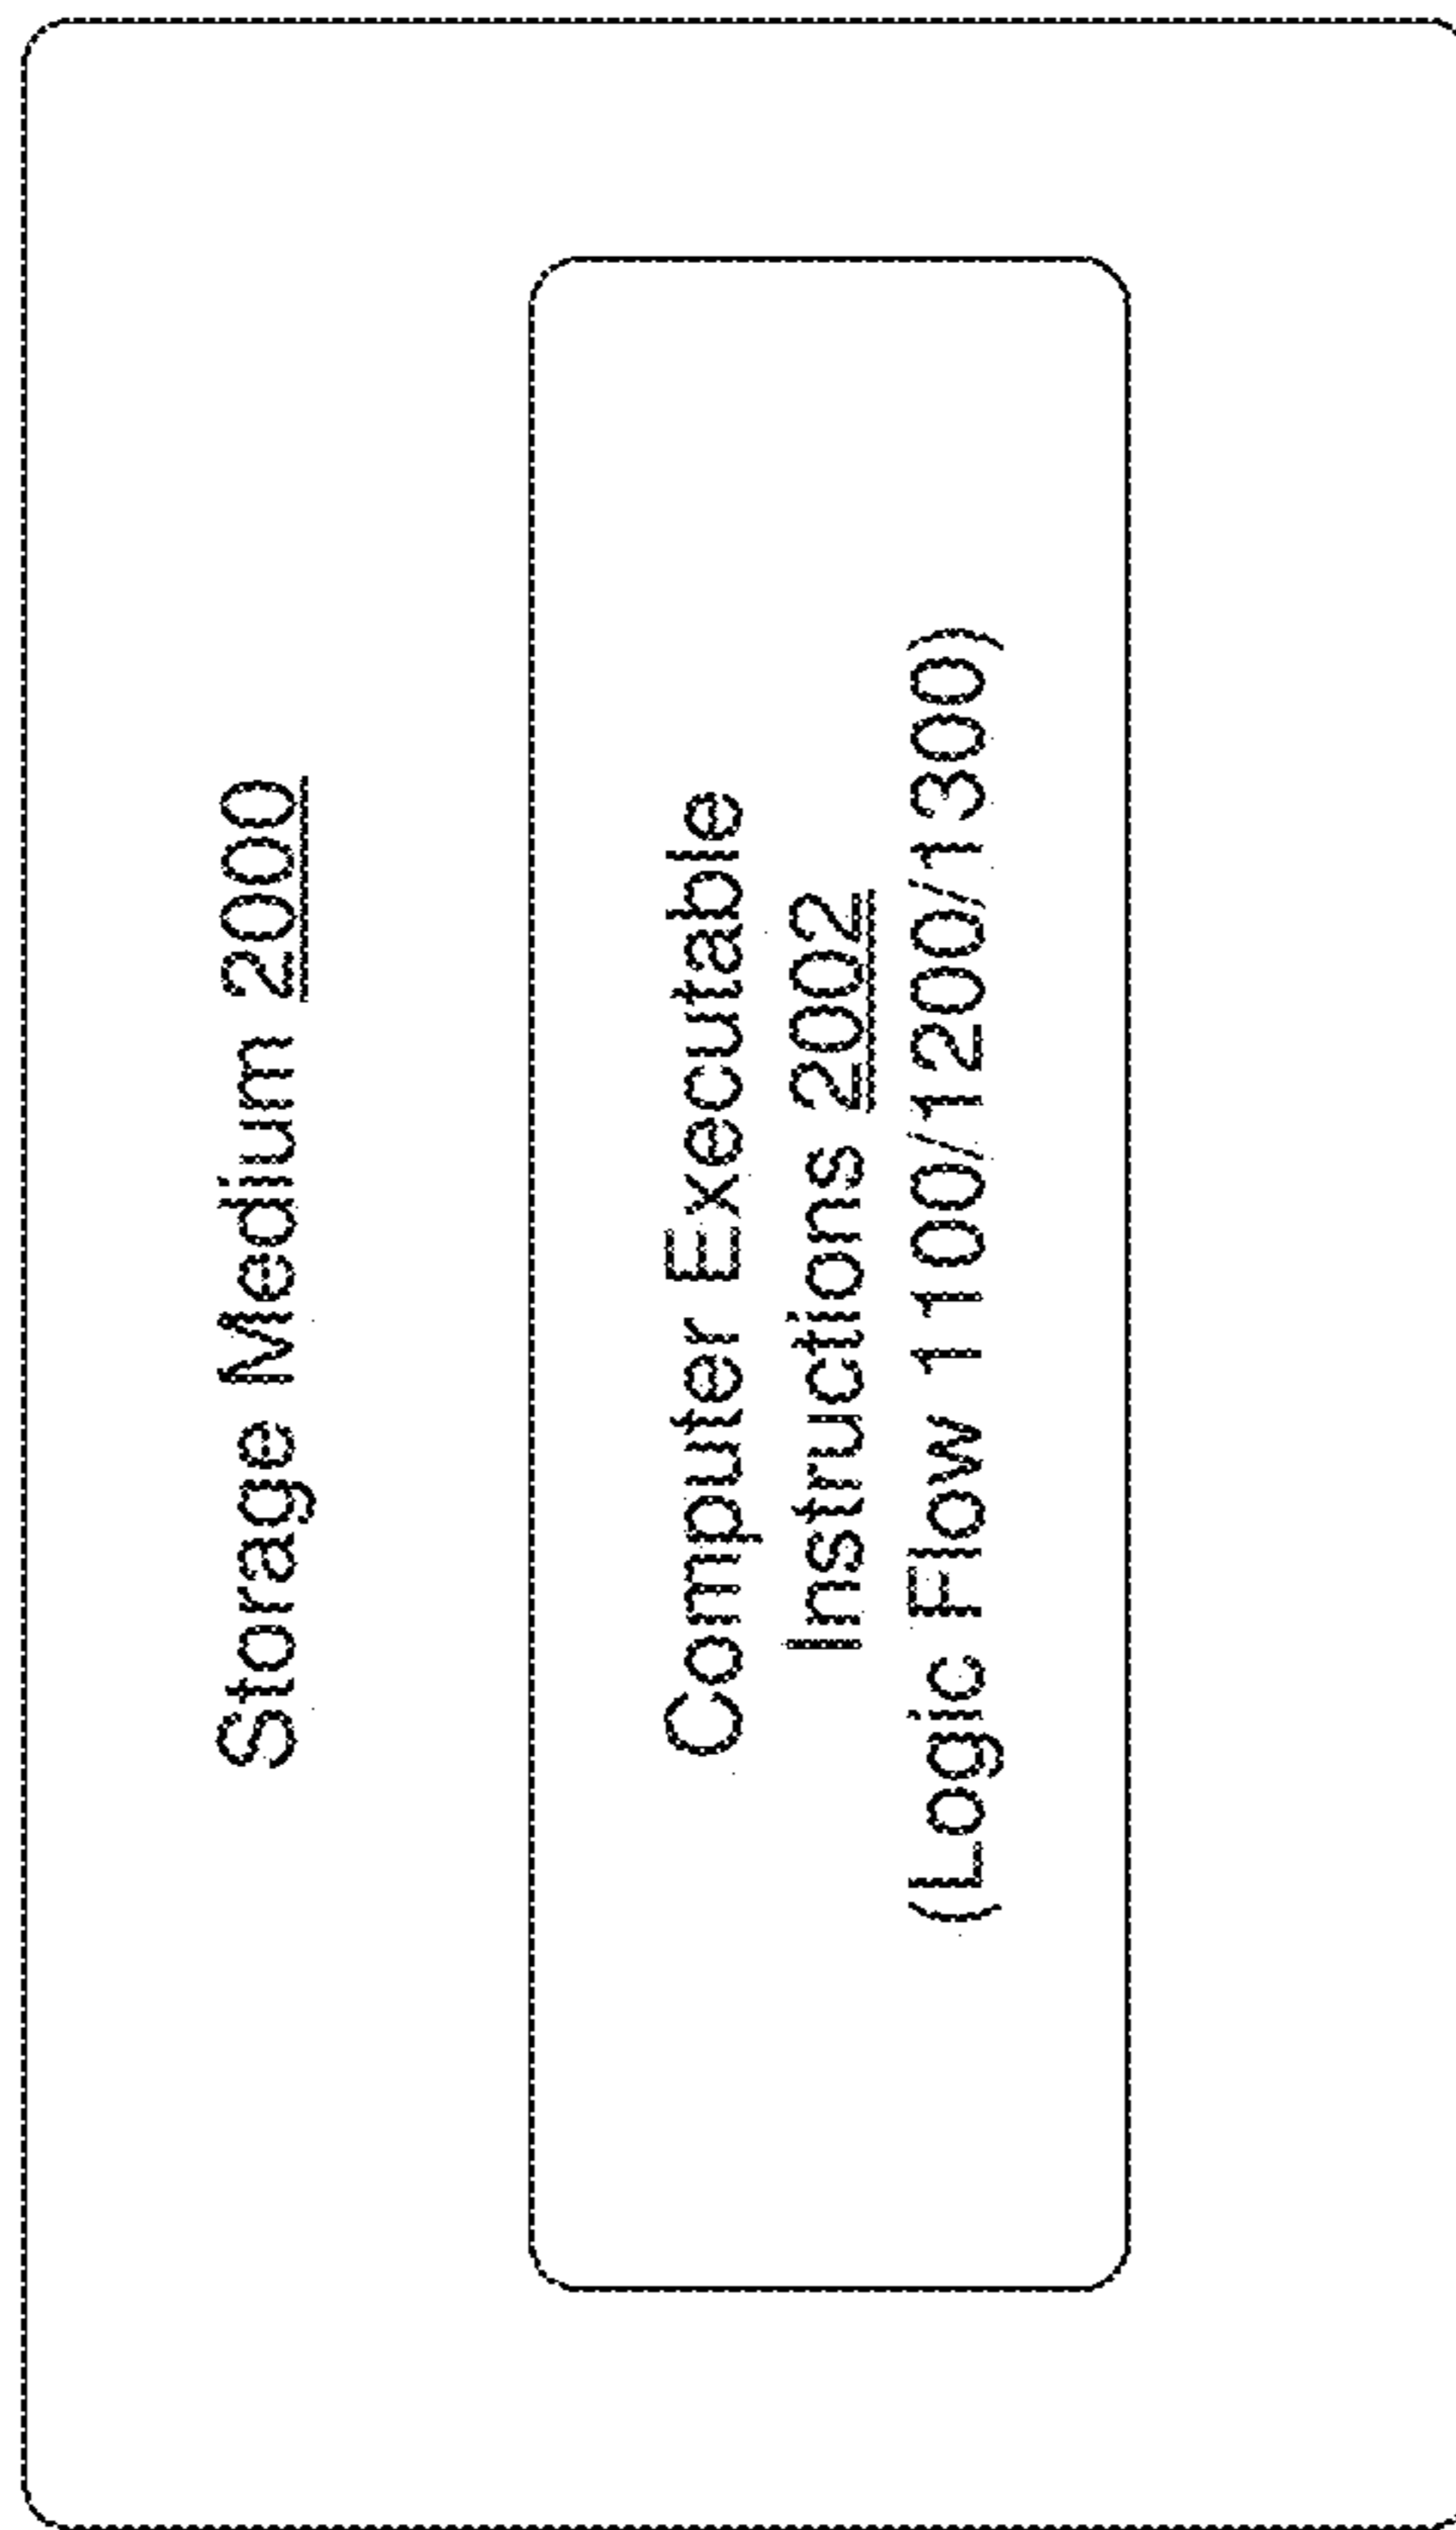 Storage Medium 2000
Computer Executable
Instructions 2002
(Logic Flow 1100/1200/1300)